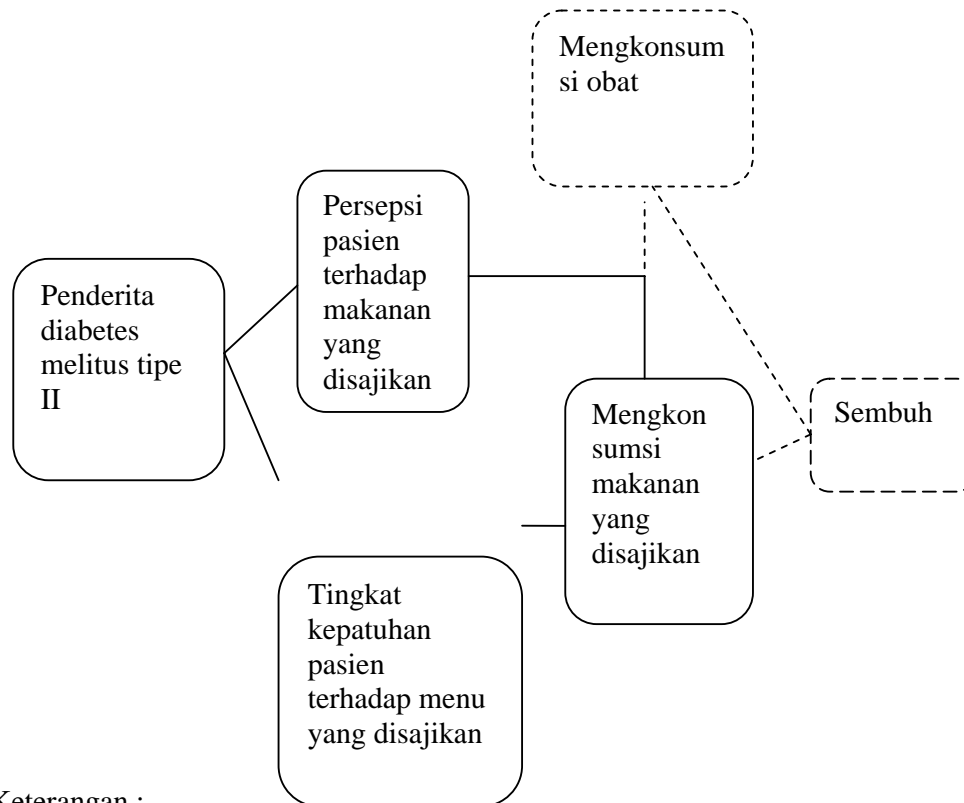 Mengkonsum
si obat
Persepsi
pasien
terhadap
makanan
yang
disajikan
Penderita
diabetes
melitus tipe
II
Mengkon
sumsi
makanan
yang
disajikan
Sembuh
Tingkat
kepatuhan
pasien
terhadap menu
yang disajikan
Keterangan :